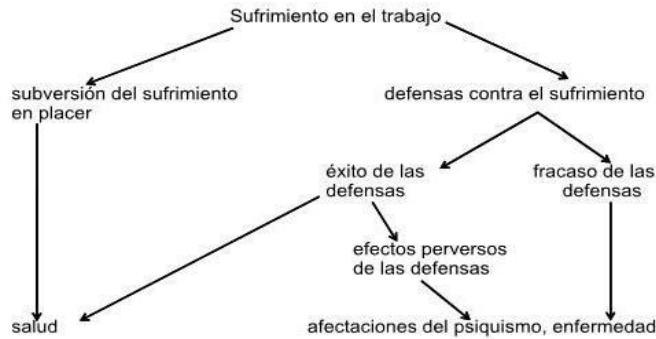 Sufrimiento en el trabajo
subversión del sufrimiento
en placer
defensas contra el sufrimiento
éxito de las
defensas
fracaso de las
defensas
efectos perversos
de las defensas
salud
afectaciones del psiquismo, enfermedad